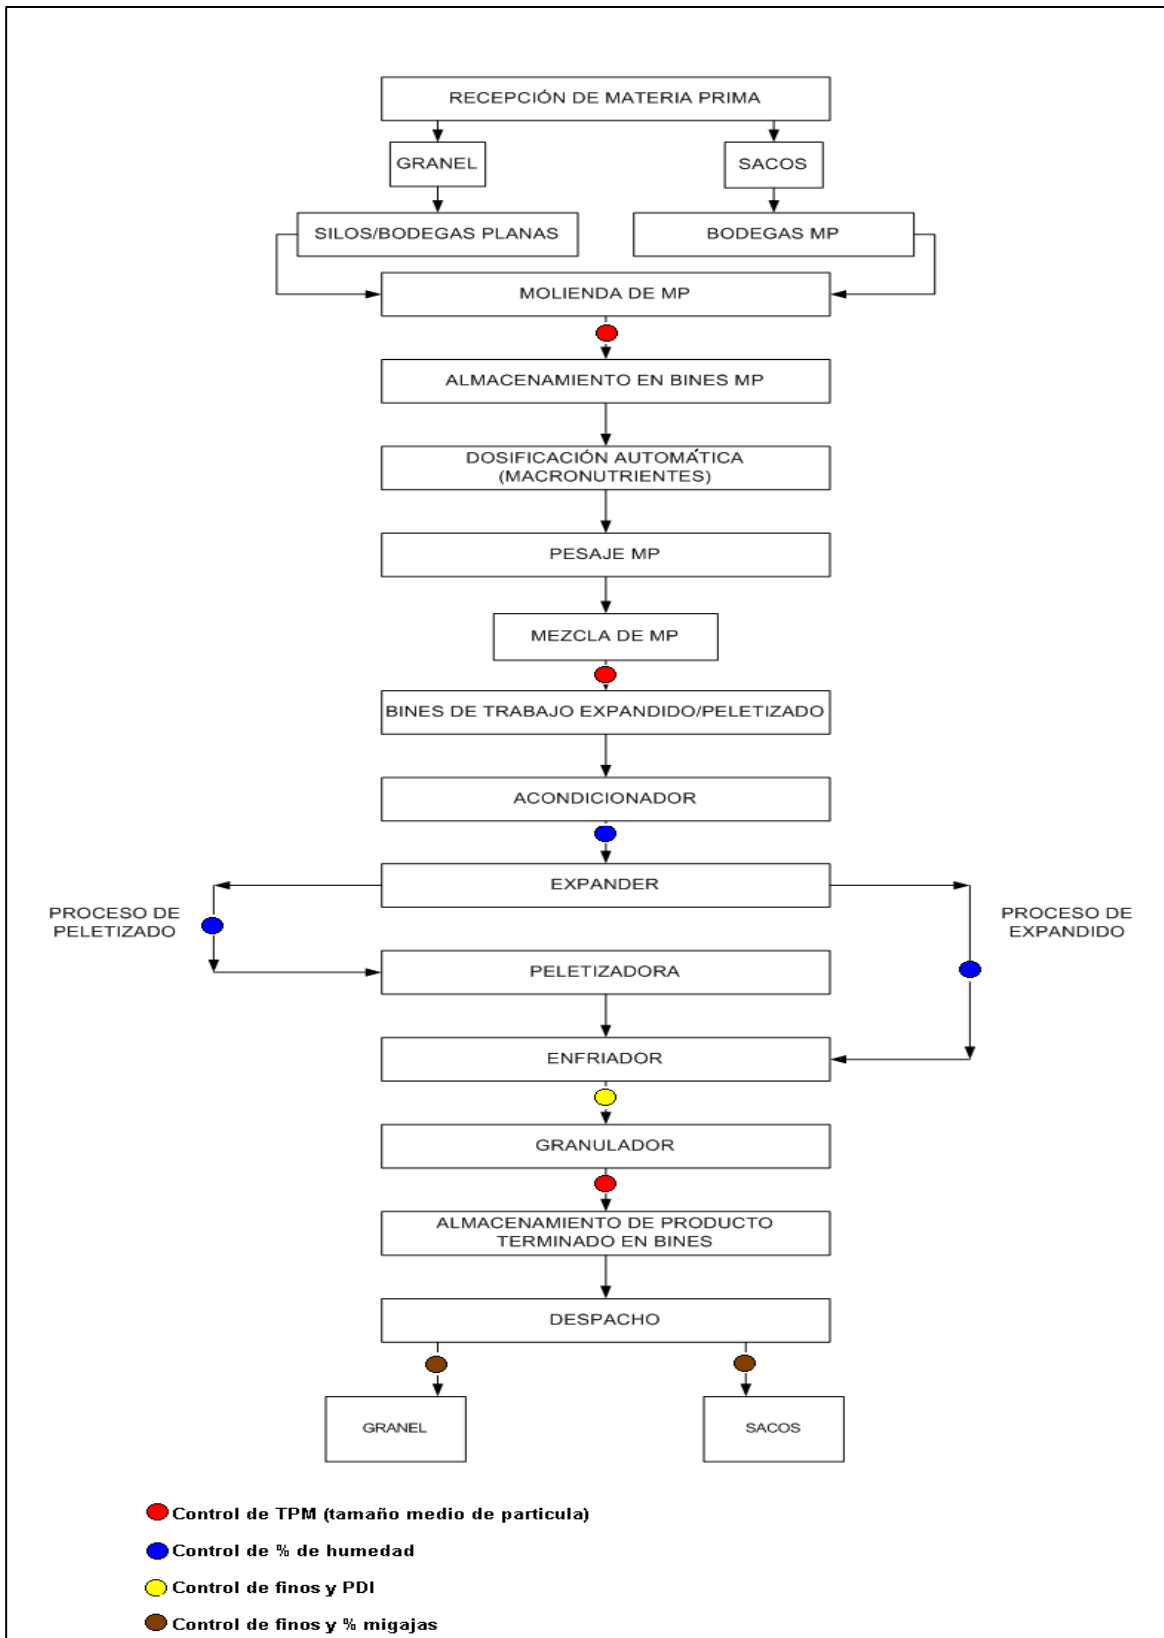 RECEPCIÓN DE MATERIA PRIMA
GRANEL
SACOS
SILOS/BODEGAS PLANAS
BODEGAS MP
MOLIENDA DE MP
ALMACENAMIENTO EN BINES MP
DOSIFICACIÓN AUTOMÁTICA
(MACRONUTRIENTES)
PESAJE MP
MEZCLA DE MP
BINES DE TRABAJO EXPANDIDO/PELETIZADO
ACONDICIONADOR
EXPANDER
PROCESO DE
PELETIZADO
PROCESO DE
EXPANDIDO
PELETIZADORA
ENFRIADOR
GRANULADOR
ALMACENAMIENTO DE PRODUCTO
TERMINADO EN BINES
DESPACHO
GRANEL
SACOS
Control de TPM (tamaño medio de particula)
Control de % de humedad
Control de finos y PDI
Control de finos y % migajas